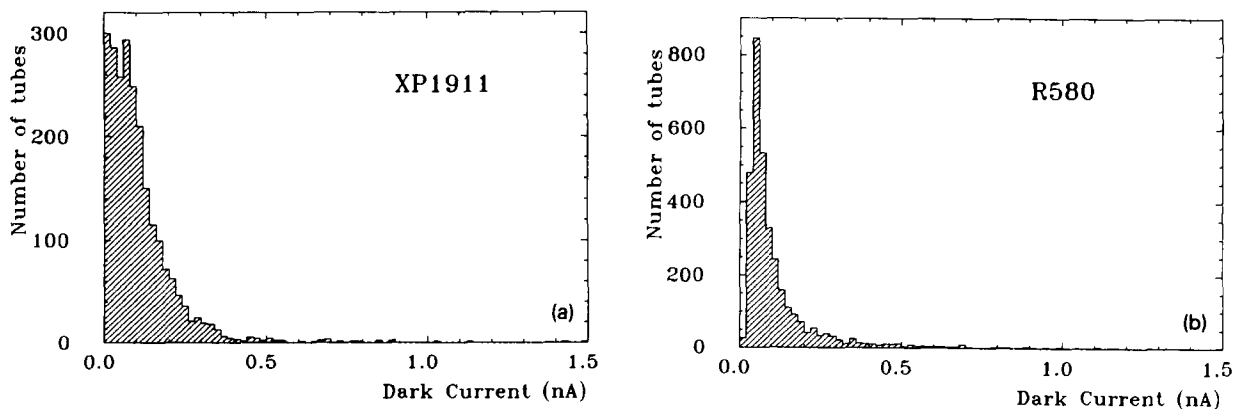 Number of tubes
300
200
100
0
XP1911
(a)
0.0 0.5 1.0 1.5
Dark Current (nA)
Number of tubes
800
600
400
200
0
R580
(b)
0.0 0.5 1.0 1.5
Dark Current (nA)